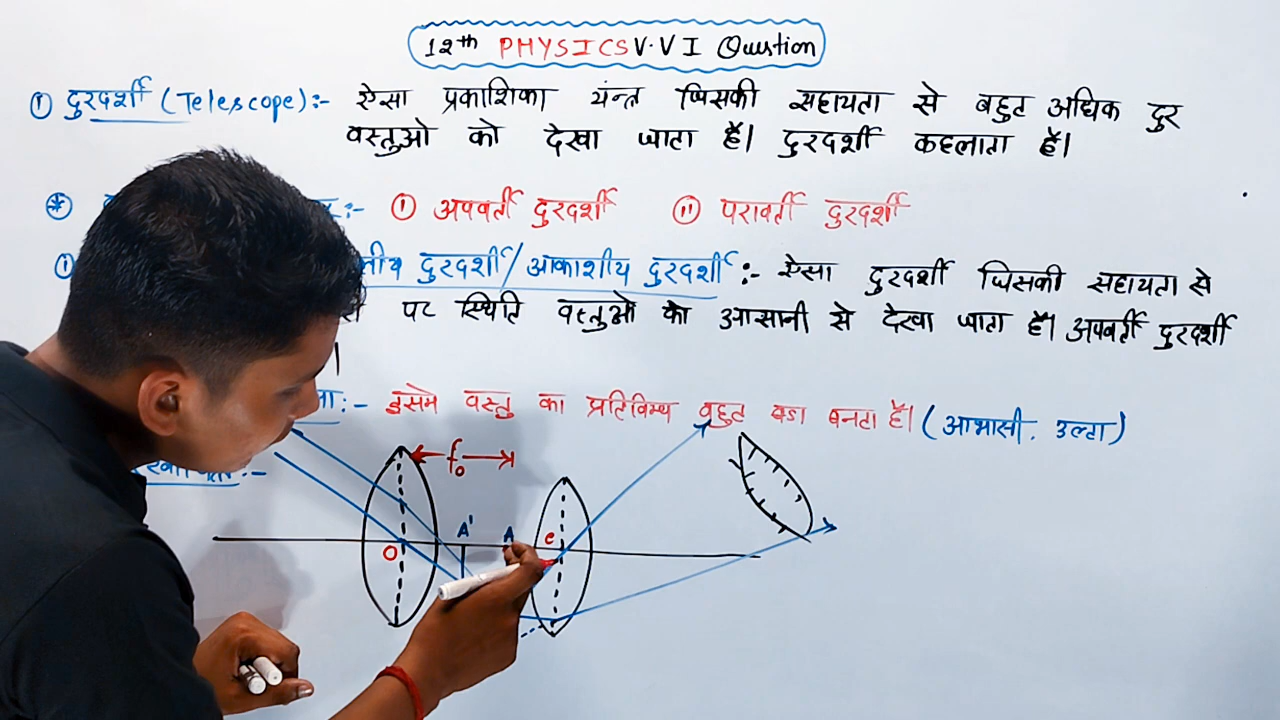 12th PHYSICS V.V I Question
① दुरदर्शी (Telescope):- ऐसा प्रकाशिका यंन्त जिसकी सहायता से बहुत अधिक दुर
वस्तुओ को देखा जाता हैं। दुरदर्शी कहलाता हैं।
:- ① अपवर्ती दुरदर्शी ② परावर्ती दुरदर्शी
दुरदर्शी / आकाशीय दुरदर्शी :- ऐसा दुरदर्शी जिसकी सहायता से
पर स्थिति वस्तुओ को आसानी से देखा जाता हैं। अपवर्ती दुरदर्शी
:- इसमे वस्तु का प्रतिविम्ब बहुत बडा बनता हैं। (आभासी. उल्टा)
:-
fo
A'
A
O
e